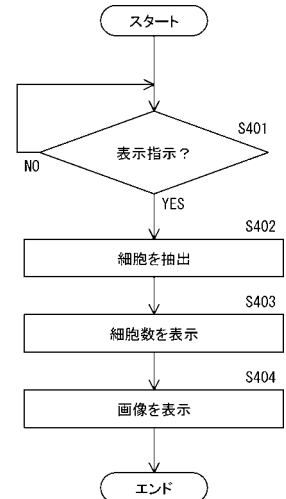 スタート
S401
表示指示?
NO
YES
S402
細胞を抽出
S403
細胞数を表示
S404
画像を表示
エンド